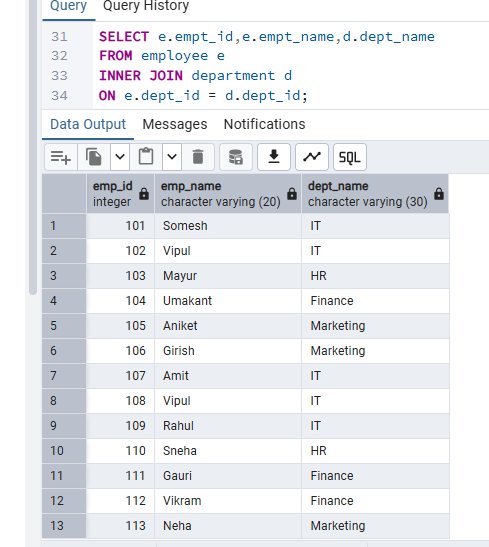 Query Query History
31 SELECT e.empt_id,e.empt_name,d.dept_name
32 FROM employee e
33 INNER JOIN department d
34 ON e.dept_id = d.dept_id;
Data Output Messages Notifications
SQL
emp_id emp_name dept_name
integer character varying (20) character varying (30)
1 101 Somesh IT
2 102 Vipul IT
3 103 Mayur HR
4 104 Umakant Finance
5 105 Aniket Marketing
6 106 Girish Marketing
7 107 Amit IT
8 108 Vipul IT
9 109 Rahul IT
10 110 Sneha HR
11 111 Gauri Finance
12 112 Vikram Finance
13 113 Neha Marketing